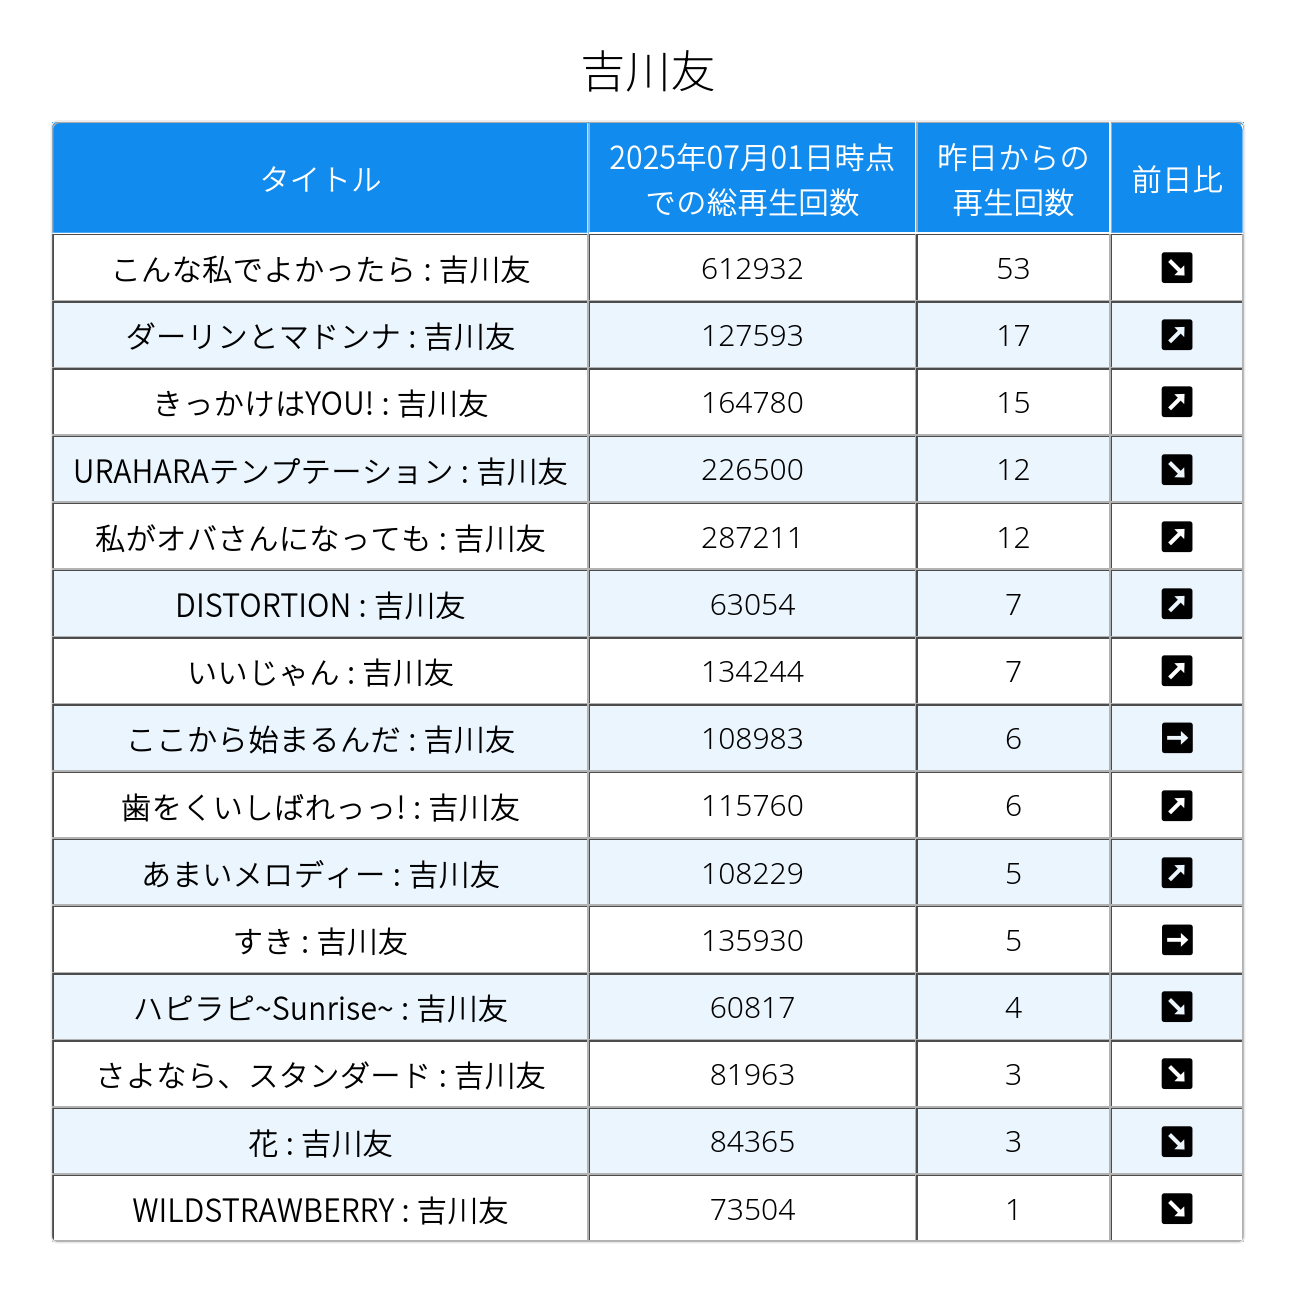 吉川友
タイトル 2025年07月01日時点での総再生回数 昨日からの再生回数 前日比
こんな私でよかったら : 吉川友 612932 53 ↘
ダーリンとマドンナ : 吉川友 127593 17 ↗
きっかけはYOU! : 吉川友 164780 15 ↗
URAHARAテンプテーション : 吉川友 226500 12 ↘
私がオバさんになっても : 吉川友 287211 12 ↗
DISTORTION : 吉川友 63054 7 ↗
いいじゃん : 吉川友 134244 7 ↗
ここから始まるんだ : 吉川友 108983 6 →
歯をくいしばれっっ! : 吉川友 115760 6 ↗
あまいメロディー : 吉川友 108229 5 ↗
すき : 吉川友 135930 5 →
ハピラピ~Sunrise~ : 吉川友 60817 4 ↘
さよなら、スタンダード : 吉川友 81963 3 ↘
花 : 吉川友 84365 3 ↘
WILDSTRAWBERRY : 吉川友 73504 1 ↘